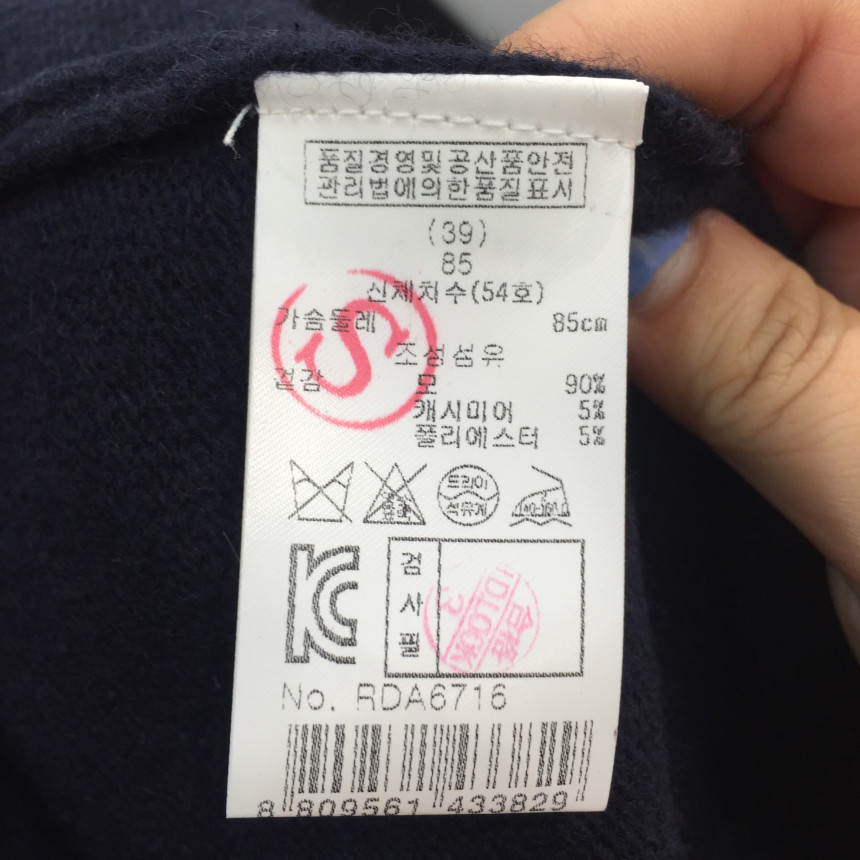 품질경영및공산품안전
관리법에의한품질표시
(39)
85
신체치수(54호)
가슴둘레 85cm
S
조성섬유
겉감 모 90%
캐시미어 5%
폴리에스터 5%
드라이
석유계
KC
검사필
합격
No. RDA6716
8 809561 433829